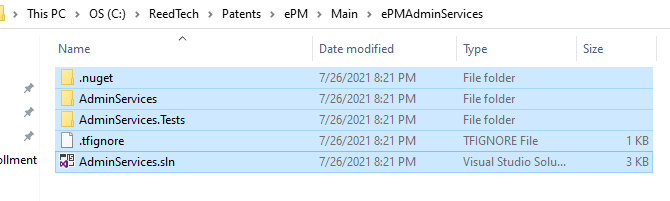 This PC > OS (C:) > ReedTech > Patents > ePM > Main > ePMAdminServices
Name Date modified Type Size
.nuget 7/26/2021 8:21 PM File folder
AdminServices 7/26/2021 8:21 PM File folder
AdminServices.Tests 7/26/2021 8:21 PM File folder
.tfignore 7/26/2021 8:21 PM TFIGNORE File 1 KB
ollment AdminServices.sln 7/26/2021 8:21 PM Visual Studio Solu... 3 KB